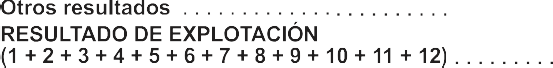 Otros resultados . . . . . . . . . . . . . . . . . . . . . . .
RESULTADO DE EXPLOTACIÓN
(1 + 2 + 3 + 4 + 5 + 6 + 7 + 8 + 9 + 10 + 11 + 12) . . . . . . . . .